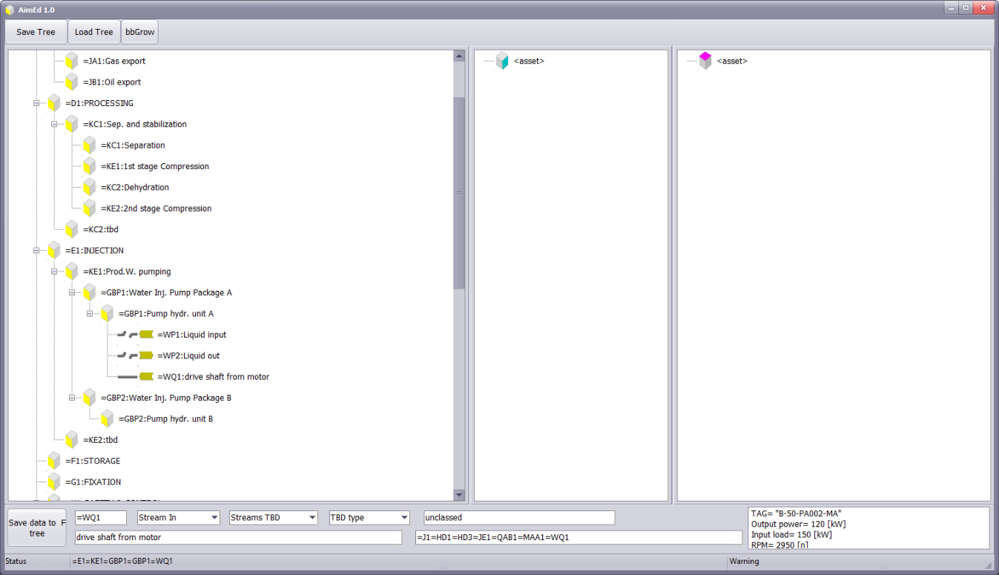 AimEd 1.0
Save Tree Load Tree bbGrow
=JA1:Gas export
=JB1:Oil export
=D1:PROCESSING
=KC1:Sep. and stabilization
=KC1:Separation
=KE1:1st stage Compression
=KC2:Dehydration
=KE2:2nd stage Compression
=KC2:tbd
=E1:INJECTION
=KE1:Prod.W. pumping
=GBP1:Water Inj. Pump Package A
=GBP1:Pump hydr. unit A
=WP1:Liquid input
=WP2:Liquid out
=WQ1:drive shaft from motor
=GBP2:Water Inj. Pump Package B
=GBP2:Pump hydr. unit B
=KE2:tbd
=F1:STORAGE
=G1:FIXATION
<asset>
<asset>
Save data to F
tree
=WQ1 Stream In Streams TBD TBD type unclassed
drive shaft from motor =J1=HD1=HD3=JE1=QAB1=MAA1=WQ1
TAG= "B-50-PA002-MA"
Output power= 120 [kW]
Input load= 150 [kW]
RPM= 2950 [n]
Status =E1=KE1=GBP1=GBP1=WQ1 Warning